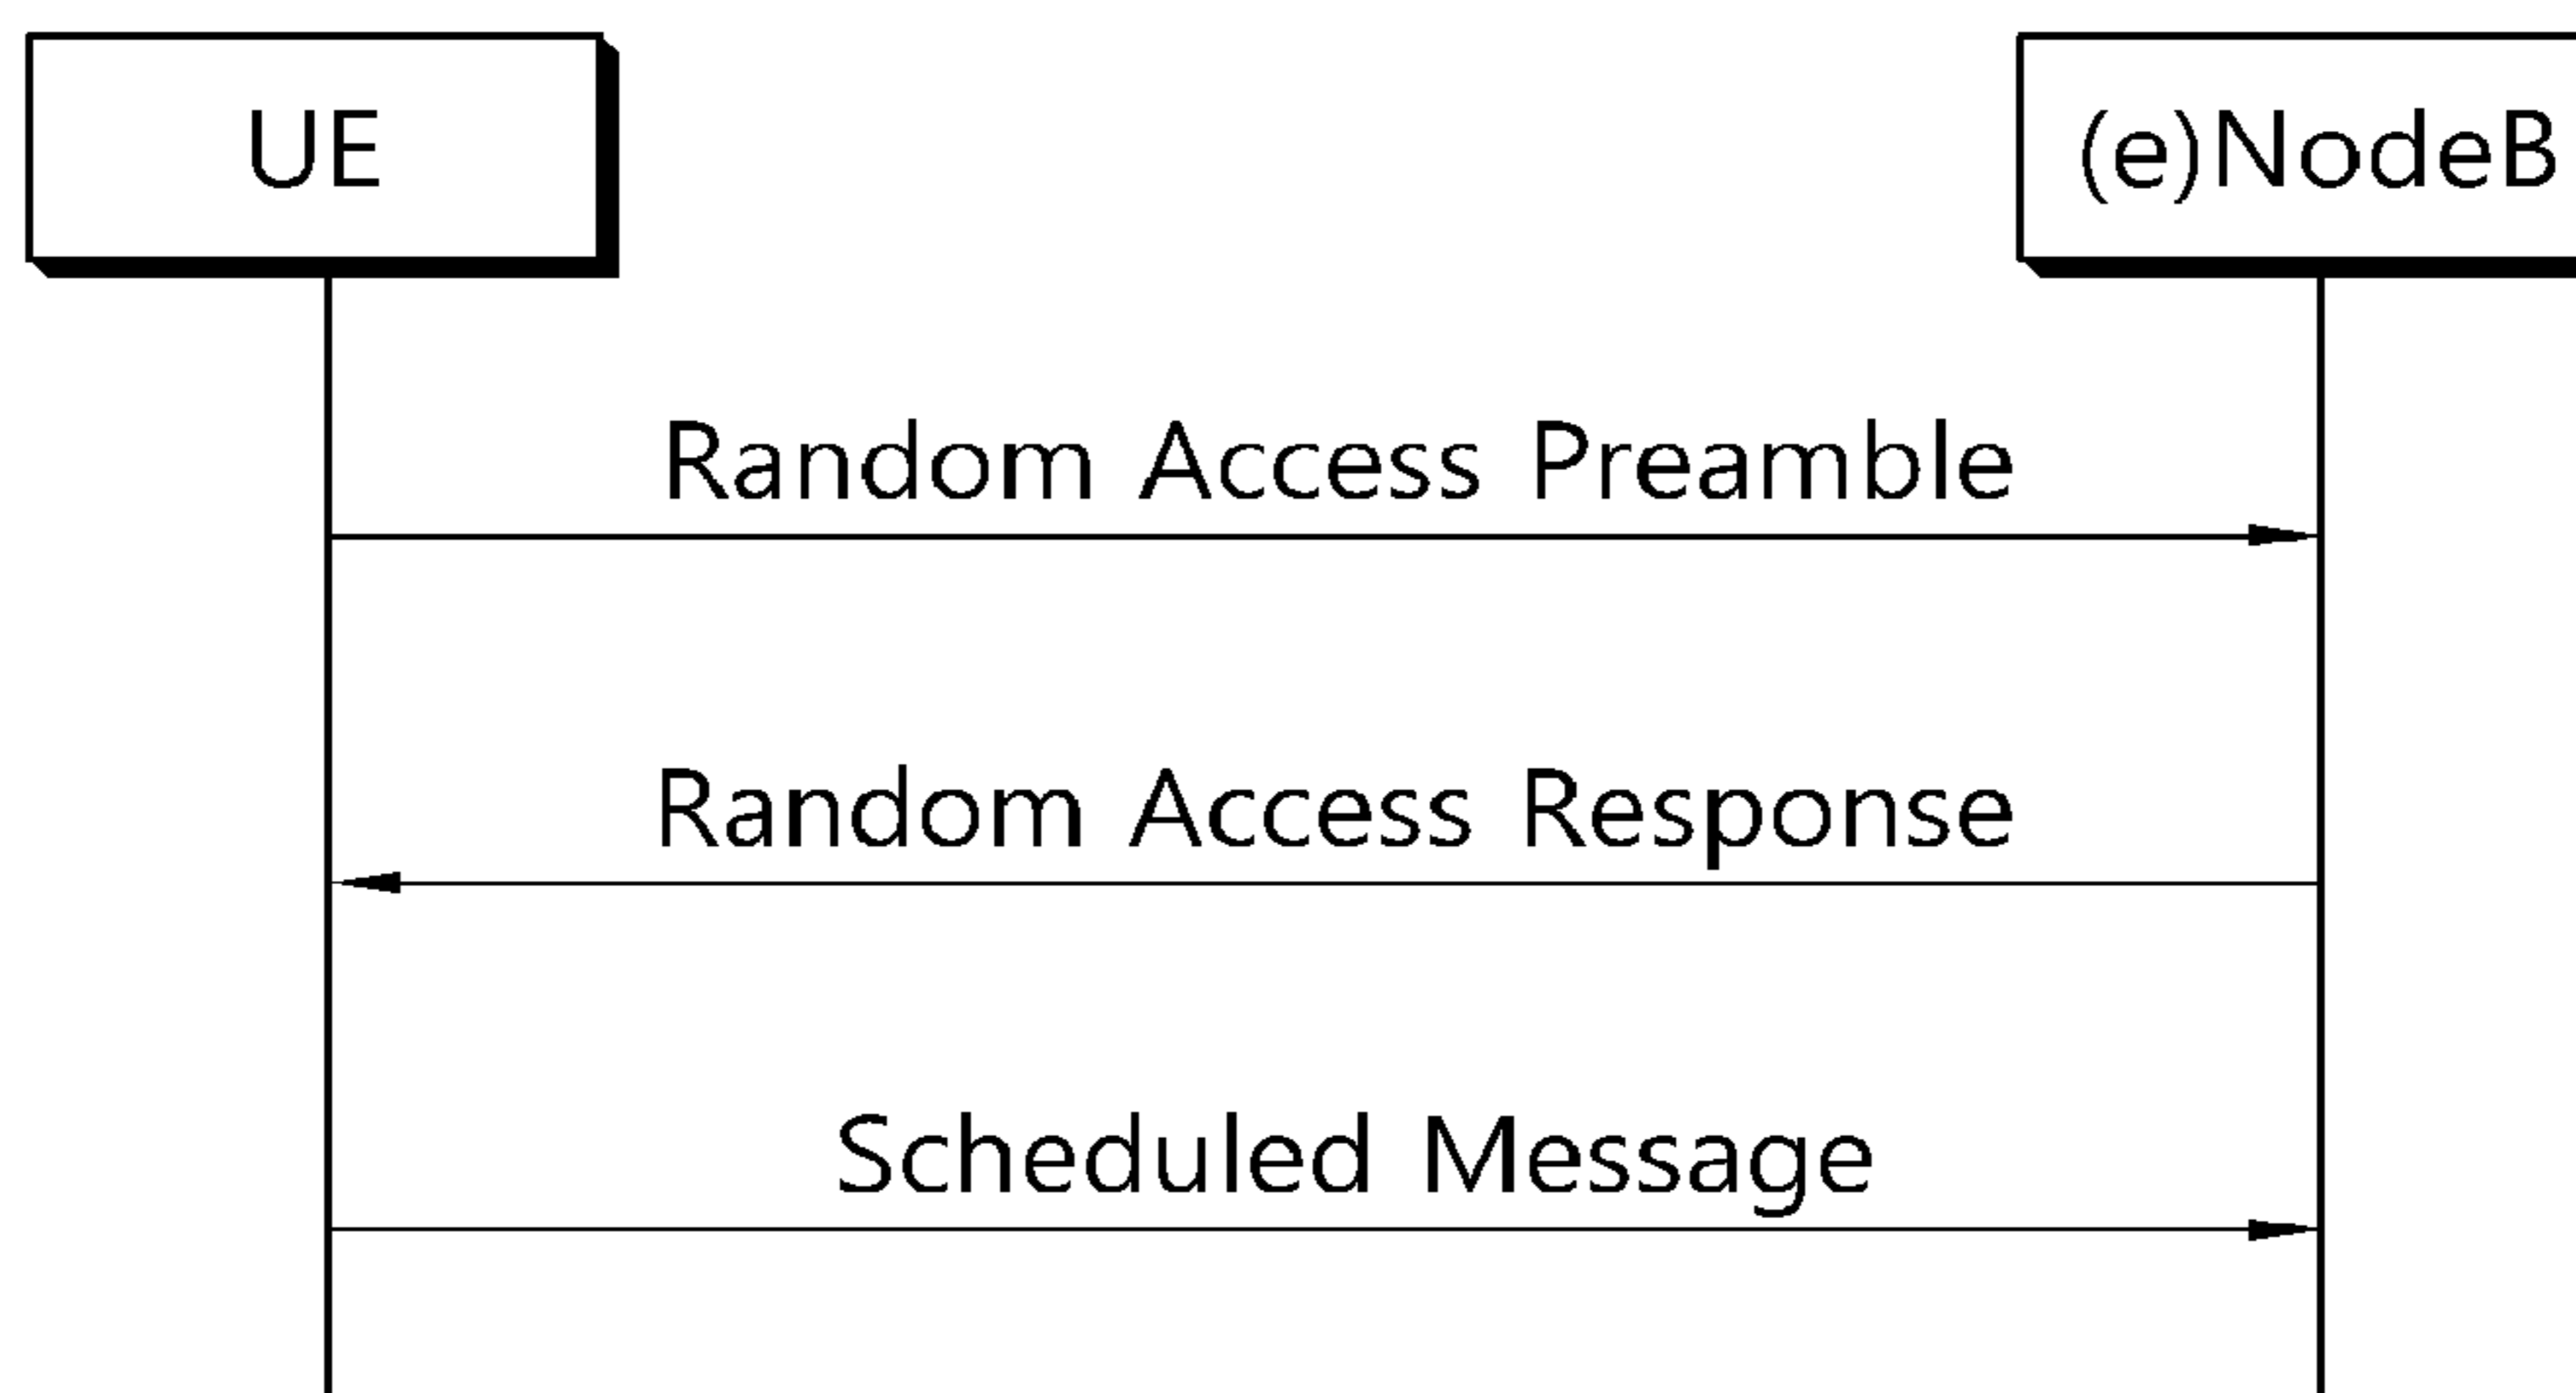 UE
(e)NodeB
Random Access Preamble
Random Access Response
Scheduled Message